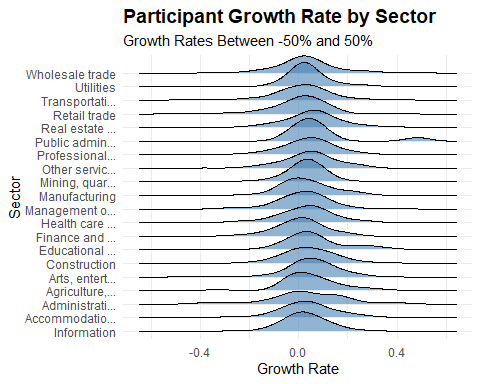 Participant Growth Rate by Sector
Growth Rates Between -50% and 50%
Wholesale trade
Utilities
Transportati...
Retail trade
Real estate ...
Public admin...
Professional...
Other servic...
Mining, quar...
Manufacturing
Management o...
Health care ...
Finance and ...
Educational ...
Construction
Arts, entert...
Agriculture,...
Administrati...
Accommodatio...
Information
Sector
-0.4 0.0 0.4
Growth Rate